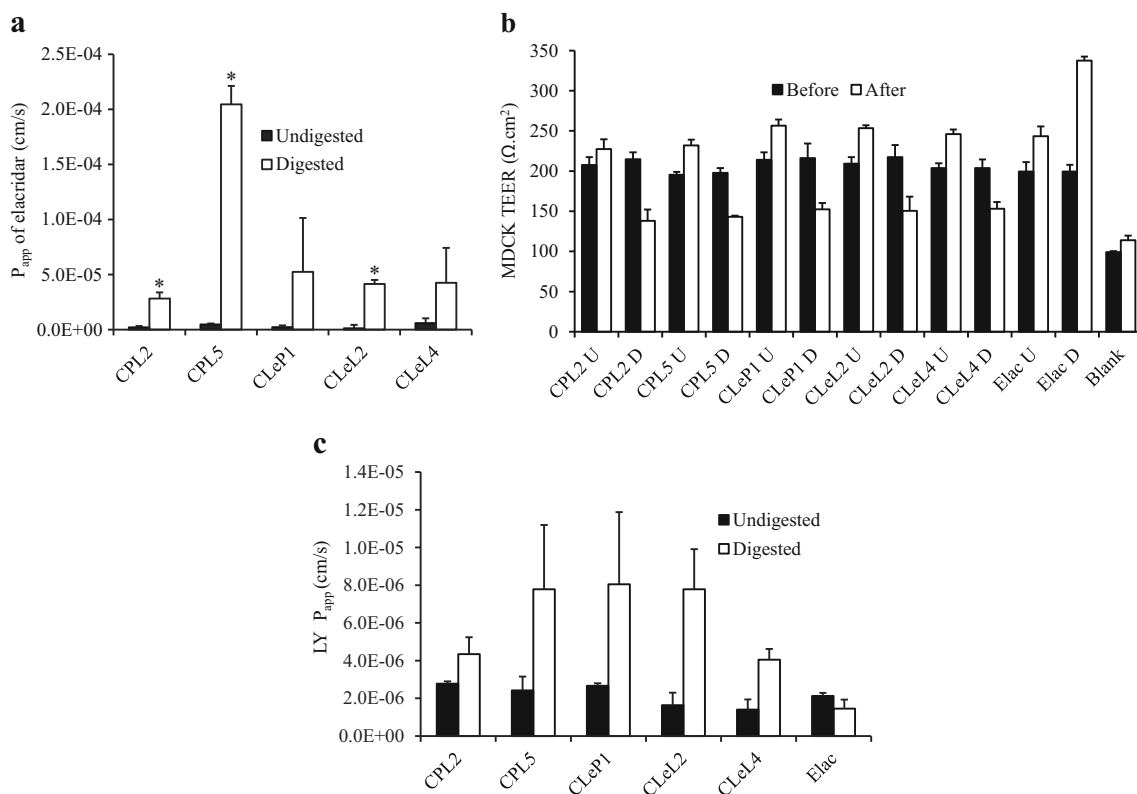 a
2.5E-04
2.0E-04
1.5E-04
1.0E-04
5.0E-05
0.0E+00
Papp of elacridar (cm/s)
*
*
*
Undigested
Digested
CPL2
CPL5
CLeP1
CLeL2
CLeL4
b
350
300
250
200
150
100
50
0
MDCK TEER (Ω.cm²)
Before
After
CPL2 U
CPL2 D
CPL5 U
CPL5 D
CLeP1 U
CLeP1 D
CLeL2 U
CLeL2 D
CLeL4 U
CLeL4 D
Elac U
Elac D
Blank
c
1.4E-05
1.2E-05
1.0E-05
8.0E-06
6.0E-06
4.0E-06
2.0E-06
0.0E+00
LY Papp (cm/s)
Undigested
Digested
CPL2
CPL5
CLeP1
CLeL2
CLeL4
Elac